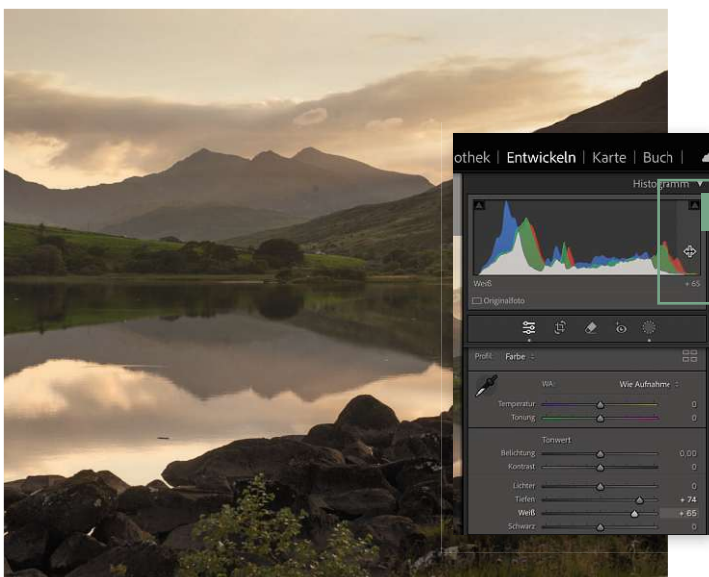 othek | Entwickeln | Karte | Buch |
Histogramm
Weiß + 65
Originalfoto
Profil: Farbe
WA: Wie Aufnahme
Temperatur 0
Tonung 0
Tonwert
Belichtung 0,00
Kontrast 0
Lichter 0
Tiefen + 74
Weiß + 65
Schwarz 0